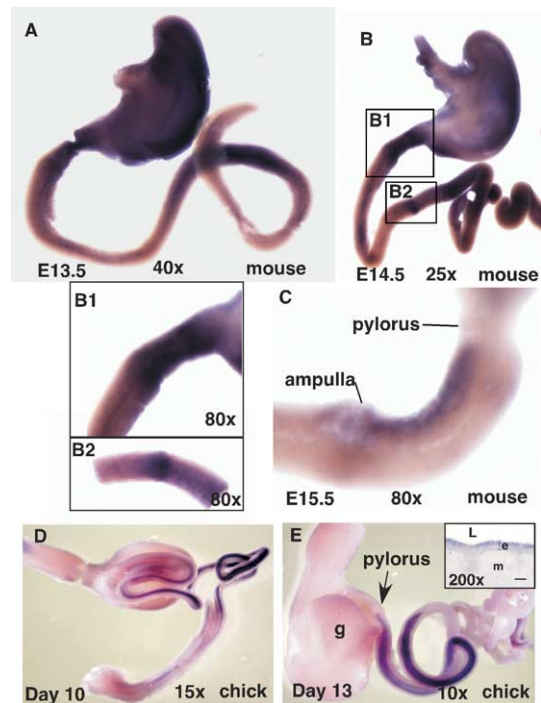 A
E13.5 40x mouse
B
B1
B2
E14.5 25x mouse
B1
80x
B2
80x
C
pylorus
ampulla
E15.5 80x mouse
D
Day 10 15x chick
E
pylorus
g
L
e
m
200x
Day 13 10x chick